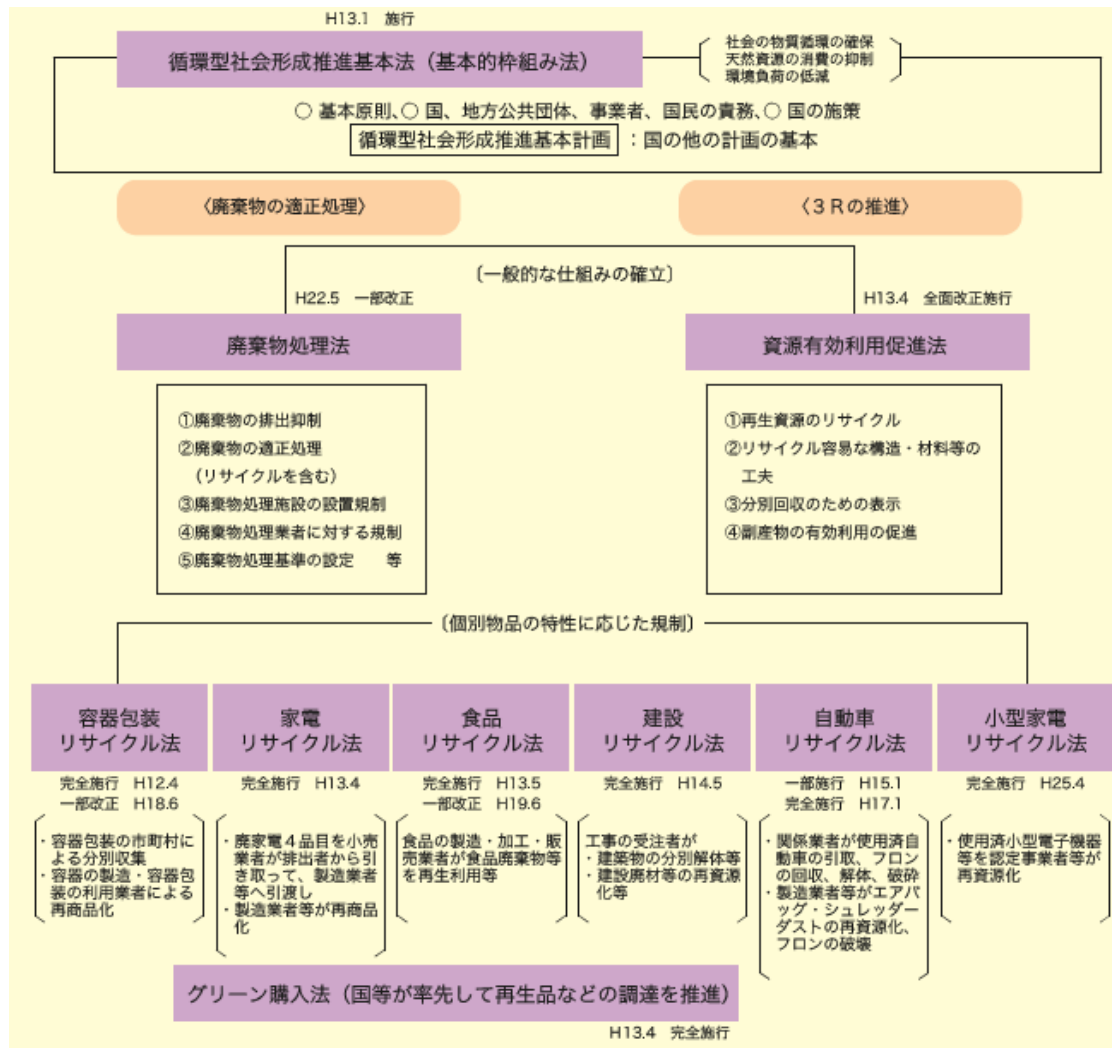 H13.1 施行
循環型社会形成推進基本法(基本的枠組み法)
社会の物質循環の確保
天然資源の消費の抑制
環境負荷の低減
○ 基本原則、○ 国、地方公共団体、事業者、国民の責務、○ 国の施策
循環型社会形成推進基本計画 :国の他の計画の基本
〈廃棄物の適正処理〉
〈3Rの推進〉
〔一般的な仕組みの確立〕
H22.5 一部改正
H13.4 全面改正施行
廃棄物処理法
資源有効利用促進法
①廃棄物の排出抑制
②廃棄物の適正処理
(リサイクルを含む)
③廃棄物処理施設の設置規制
④廃棄物処理業者に対する規制
⑤廃棄物処理基準の設定 等
①再生資源のリサイクル
②リサイクル容易な構造・材料等の
工夫
③分別回収のための表示
④副産物の有効利用の促進
〔個別物品の特性に応じた規制〕
容器包装
リサイクル法
完全施行 H12.4
一部改正 H18.6
・容器包装の市町村に
よる分別収集
・容器の製造・容器包
装の利用業者による
再商品化
家電
リサイクル法
完全施行 H13.4
・廃家電4品目を小売
業者が排出者から引
き取って、製造業者
等へ引渡し
・製造業者等が再商品
化
食品
リサイクル法
完全施行 H13.5
一部改正 H19.6
食品の製造・加工・販
売業者が食品廃棄物等
を再生利用等
建設
リサイクル法
完全施行 H14.5
工事の受注者が
・建築物の分別解体等
・建設廃材等の再資源
化等
自動車
リサイクル法
一部施行 H15.1
完全施行 H17.1
・関係業者が使用済自
動車の引取、フロン
の回収、解体、破砕
・製造業者等がエアバ
ッグ・シュレッダー
ダストの再資源化、
フロンの破壊
小型家電
リサイクル法
完全施行 H25.4
・使用済小型電子機器
等を認定事業者等が
再資源化
グリーン購入法(国等が率先して再生品などの調達を推進)
H13.4 完全施行